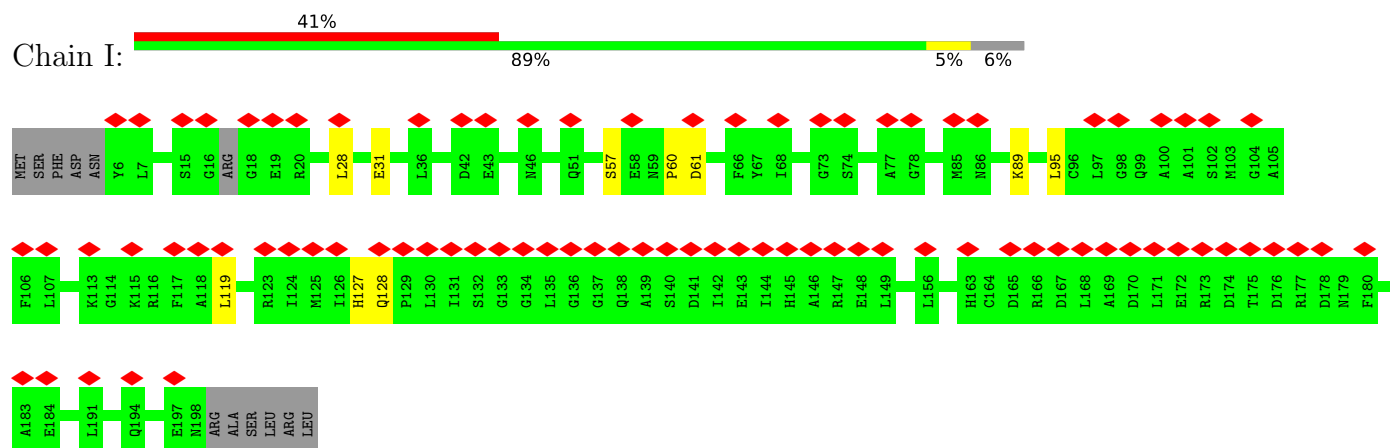 41%
Chain I:
89% 5% 6%
MET SER PHE ASP ASN Y6 L7 S15 G16 ARG G18 E19 R20 L28 E31 L36 D42 E43 N46 Q51 S57 E58 N59 P60 D61 F66 Y67 I68 G73 S74 A77 G78 M85 N86 K89 L95 C96 L97 G98 Q99 A100 A101 S102 M103 G104 A105
F106 L107 K113 G114 K115 R116 F117 A118 L119 R123 I124 M125 I126 H127 Q128 P129 L130 I131 S132 G133 G134 L135 G136 G137 Q138 A139 S140 D141 I142 E143 I144 H145 A146 R147 E148 L149 L156 H163 C164 D165 R166 D167 L168 A169 D170 L171 E172 R173 D174 T175 D176 R177 D178 N179 F180
A183 E184 L191 Q194 E197 N198 ARG ALA SER LEU ARG LEU